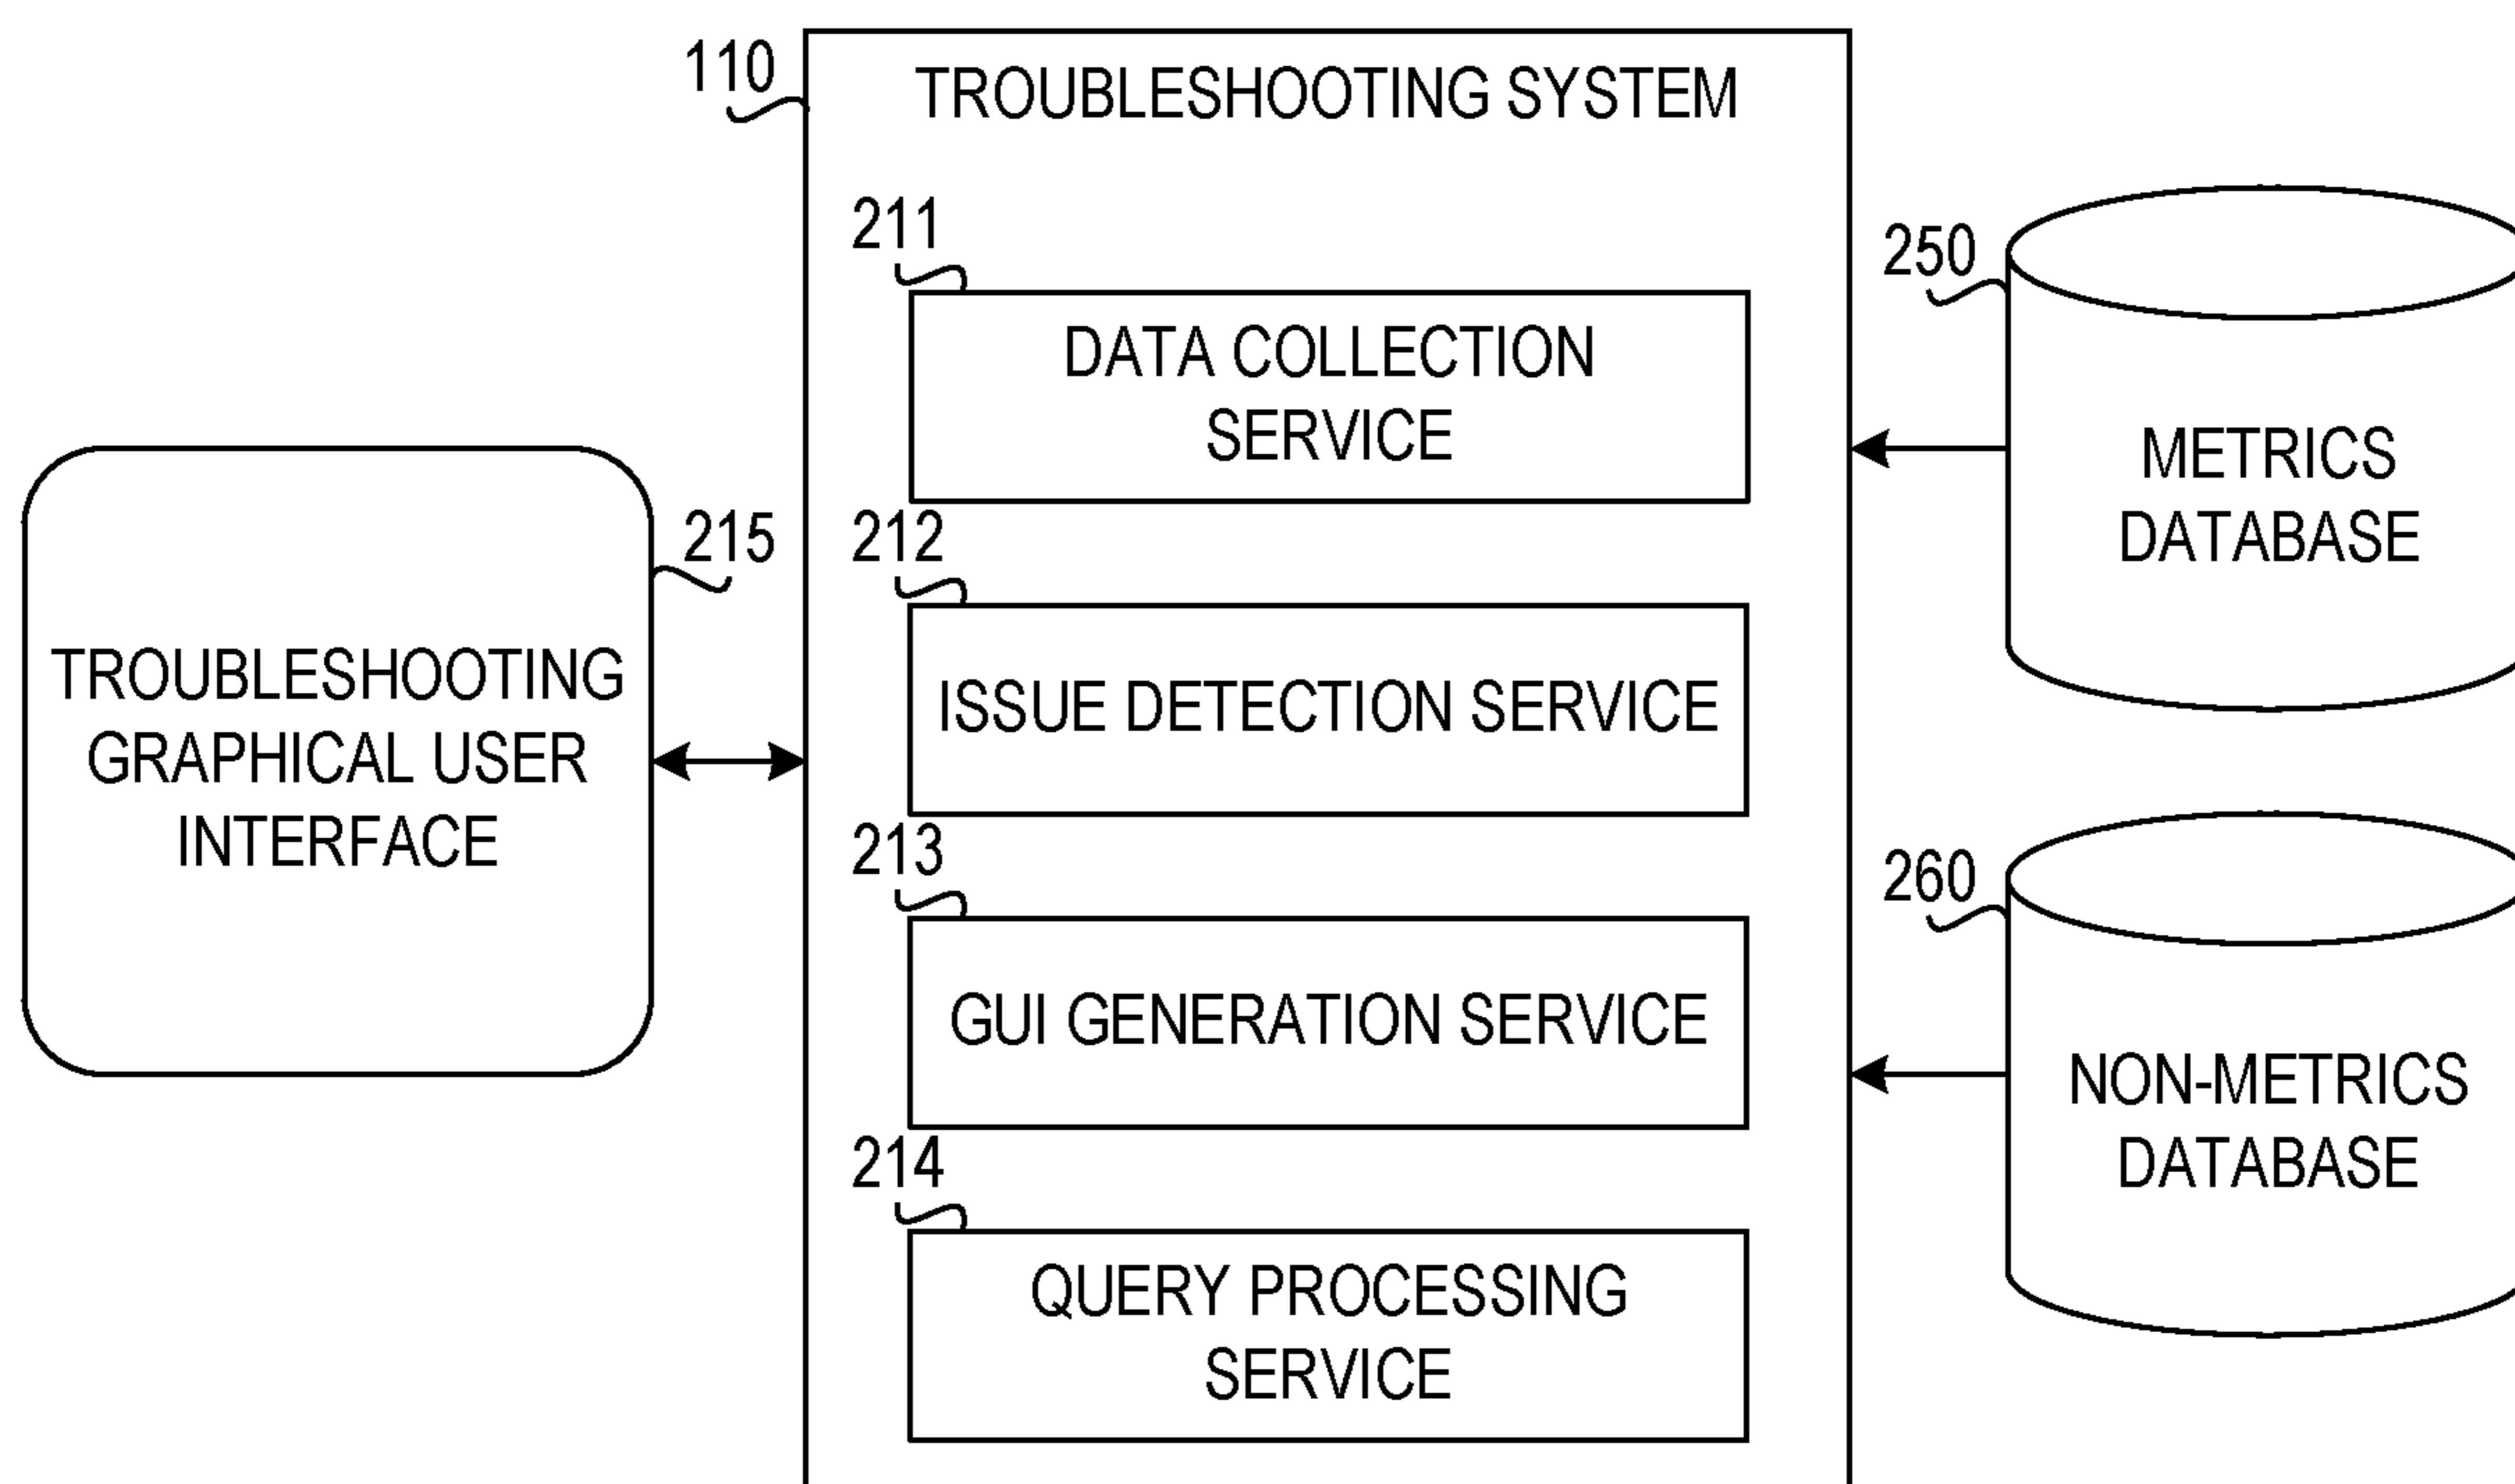 110
TROUBLESHOOTING SYSTEM
211
DATA COLLECTION
SERVICE
212
ISSUE DETECTION SERVICE
213
GUI GENERATION SERVICE
214
QUERY PROCESSING
SERVICE
215
TROUBLESHOOTING
GRAPHICAL USER
INTERFACE
250
METRICS
DATABASE
260
NON-METRICS
DATABASE